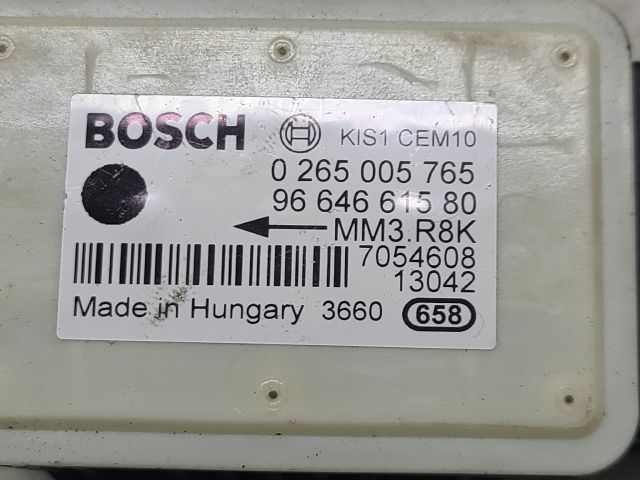 BOSCH KIS1 CEM10
0 265 005 765
96 646 615 80
MM3.R8K
7054608
13042
Made in Hungary 3660 658